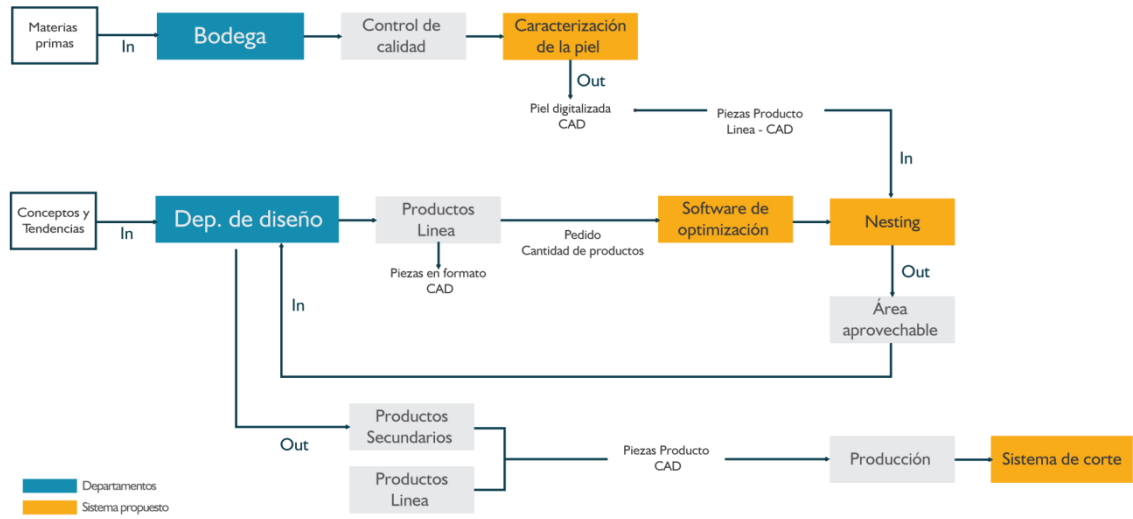 Materias
primas
In
Bodega
Control de
calidad
Caracterización
de la piel
Out
Piel digitalizada
CAD
Piezas Producto
Linea - CAD
In
Conceptos y
Tendencias
In
Dep. de diseño
Productos
Linea
Pedido
Cantidad de productos
Software de
optimización
Nesting
Piezas en formato
CAD
Out
In
Área
aprovechable
Out
Productos
Secundarios
Productos
Linea
Piezas Producto
CAD
Producción
Sistema de corte
Departamentos
Sistema propuesto